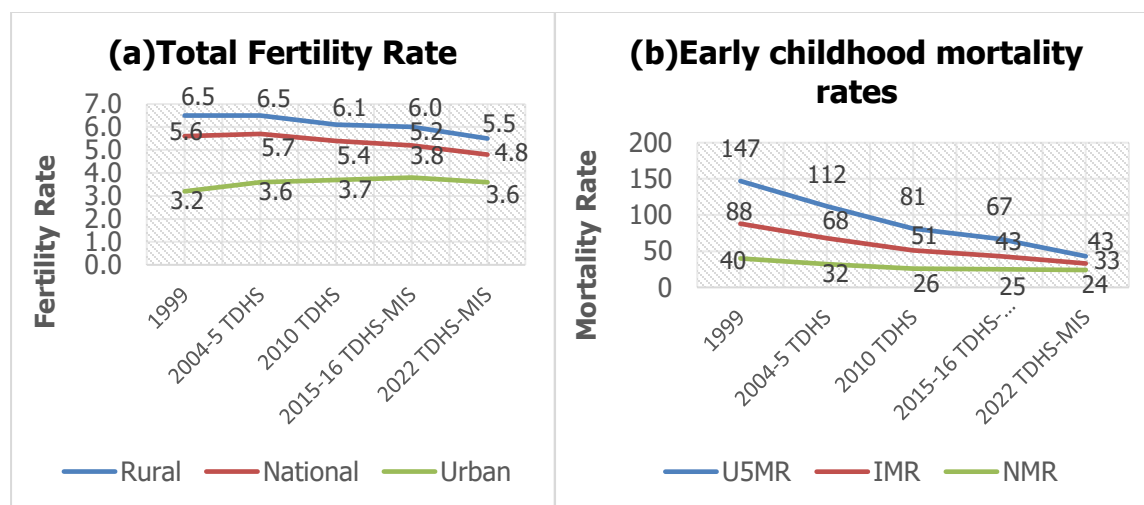 (a)Total Fertility Rate
Fertility Rate
7.0
6.0
5.0
4.0
3.0
2.0
1.0
0.0
6.5 6.5 6.1 6.0 5.5
5.6 5.7 5.4 5.2 4.8
3.2 3.6 3.7 3.8 3.6
1999
2004-5 TDHS
2010 TDHS
2015-16 TDHS-MIS
2022 TDHS-MIS
Rural National Urban
(b)Early childhood mortality
rates
Mortality Rate
200
150
100
50
0
147 112 81 67 43
88 68 51 43 33
40 32 26 25 24
1999
2004-5 TDHS
2010 TDHS
2015-16 TDHS-...
2022 TDHS-MIS
U5MR IMR NMR